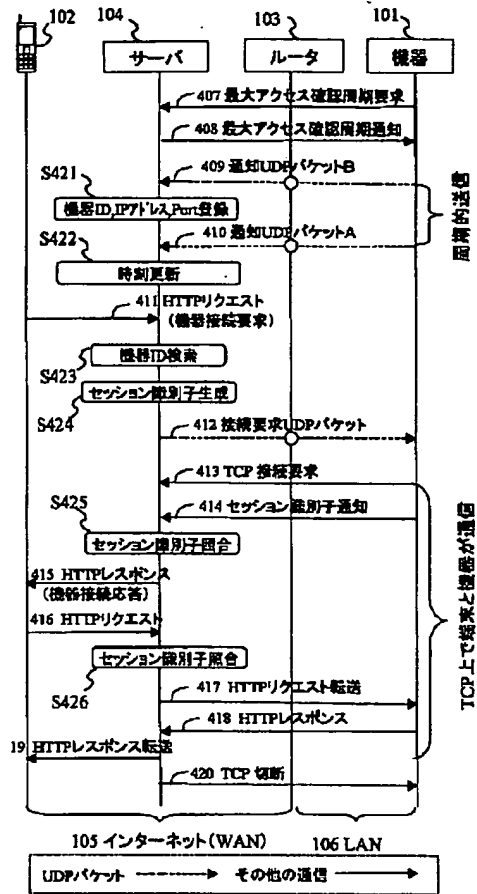 102
104
103
101
サーバ
ルータ
機器
407 最大アクセス確認周期要求
408 最大アクセス確認周期通知
S421
409 通知UDPパケットB
機器ID,IPアドレス,Port登録
S422
410 通知UDPパケットA
周期的送信
時刻更新
411 HTTPリクエスト
(機器接続要求)
機器ID検索
S423
セッション識別子生成
S424
412 接続要求UDPパケット
413 TCP 接続要求
S425
414 セッション識別子通知
セッション識別子照合
415 HTTPレスポンス
(機器接続応答)
416 HTTPリクエスト
セッション識別子照合
S426
417 HTTPリクエスト転送
418 HTTPレスポンス
19 HTTPレスポンス転送
420 TCP 切断
TCP上で端末と機器が通信
105 インターネット(WAN)
106 LAN
UDPパケット
その他の通信